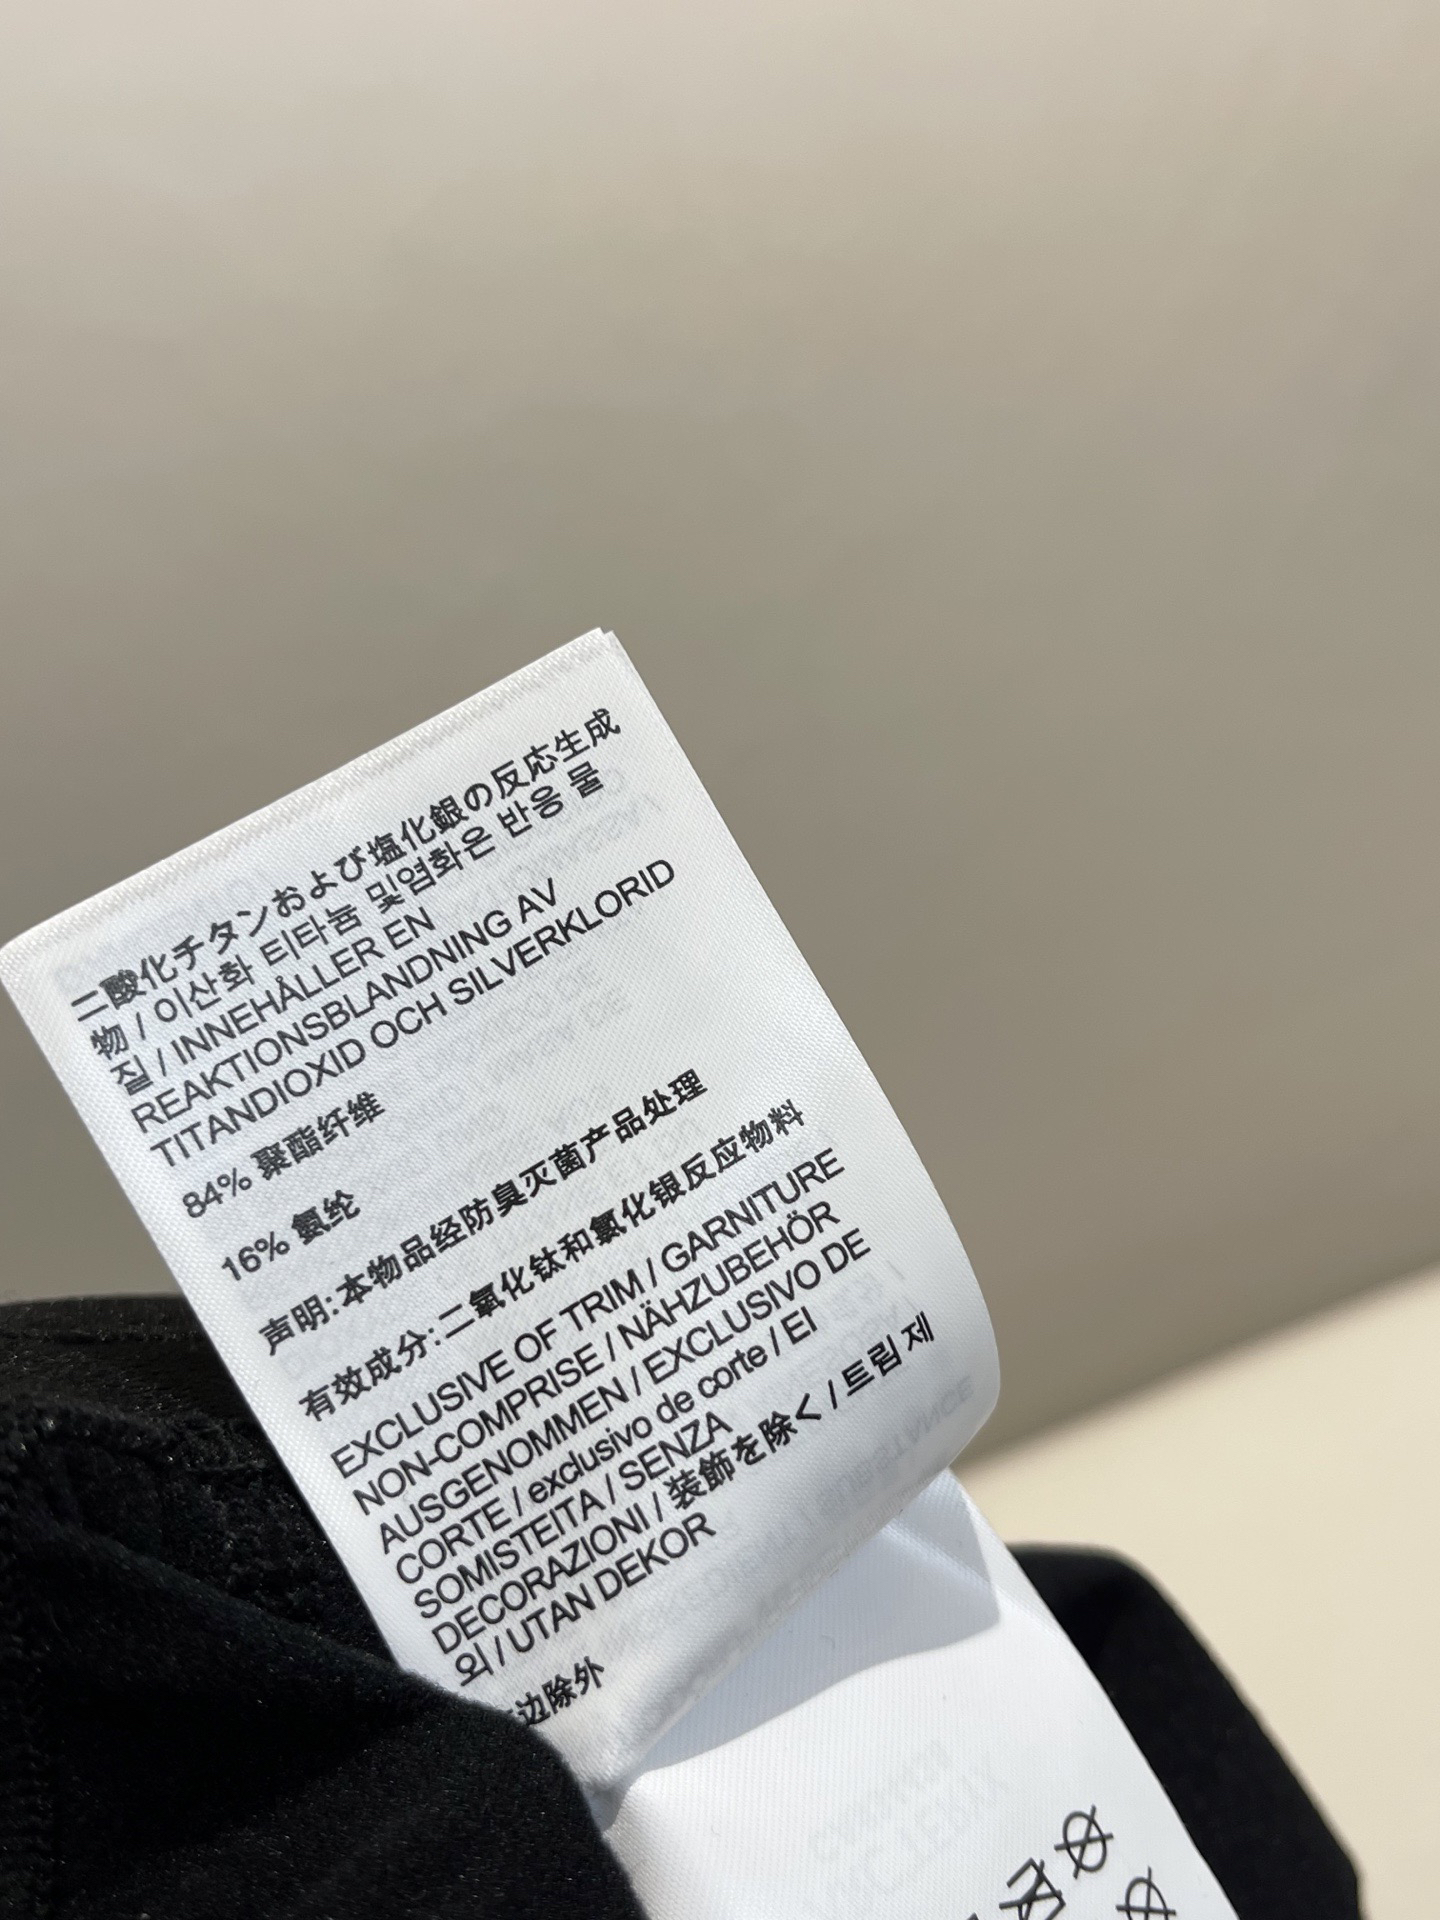 二酸化チタンおよび塩化銀の反応生成
物 / 이산화 티타늄 및염화은 반응 물
질 / INNEHÅLLER EN
REAKTIONSBLANDNING AV
TITANDIOXID OCH SILVERKLORID
84% 聚酯纤维
16% 氨纶
声明:本物品经防臭灭菌产品处理
有效成分:二氧化钛和氯化银反应物料
EXCLUSIVE OF TRIM / GARNITURE
NON-COMPRISE / NÄHZUBEHÖR
AUSGENOMMEN / EXCLUSIVO DE
CORTE / exclusivo de corte / EI
SOMISTEITA / SENZA
DECORAZIONI / 装飾を除く / 트림 제
외 / UTAN DEKOR
边除外